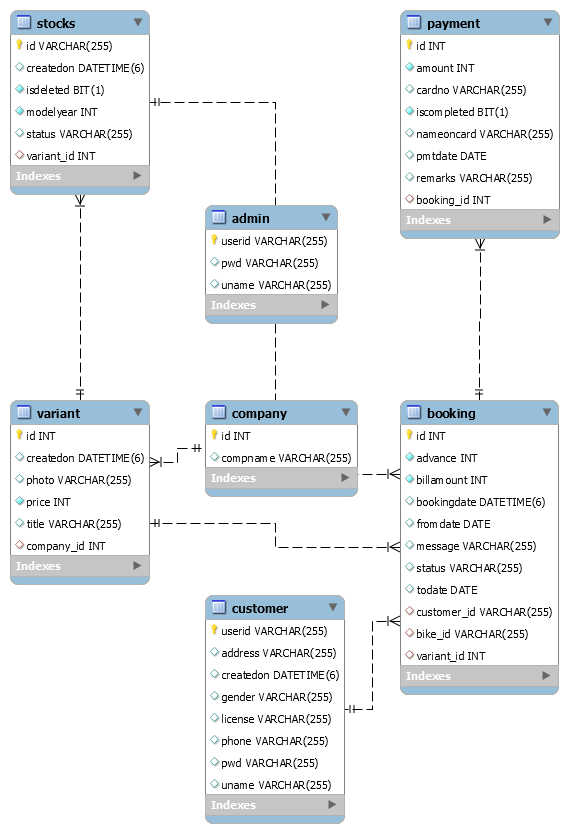 stocks
id VARCHAR(255)
createdon DATETIME(6)
isdeleted BIT(1)
modelyear INT
status VARCHAR(255)
variant_id INT
Indexes
payment
id INT
amount INT
cardno VARCHAR(255)
iscompleted BIT(1)
nameoncard VARCHAR(255)
pmtdate DATE
remarks VARCHAR(255)
booking_id INT
Indexes
admin
userid VARCHAR(255)
pwd VARCHAR(255)
uname VARCHAR(255)
Indexes
variant
id INT
createdon DATETIME(6)
photo VARCHAR(255)
price INT
title VARCHAR(255)
company_id INT
Indexes
company
id INT
compname VARCHAR(255)
Indexes
booking
id INT
advance INT
billamount INT
bookingdate DATETIME(6)
fromdate DATE
message VARCHAR(255)
status VARCHAR(255)
todate DATE
customer_id VARCHAR(255)
bike_id VARCHAR(255)
variant_id INT
Indexes
customer
userid VARCHAR(255)
address VARCHAR(255)
createdon DATETIME(6)
gender VARCHAR(255)
license VARCHAR(255)
phone VARCHAR(255)
pwd VARCHAR(255)
uname VARCHAR(255)
Indexes